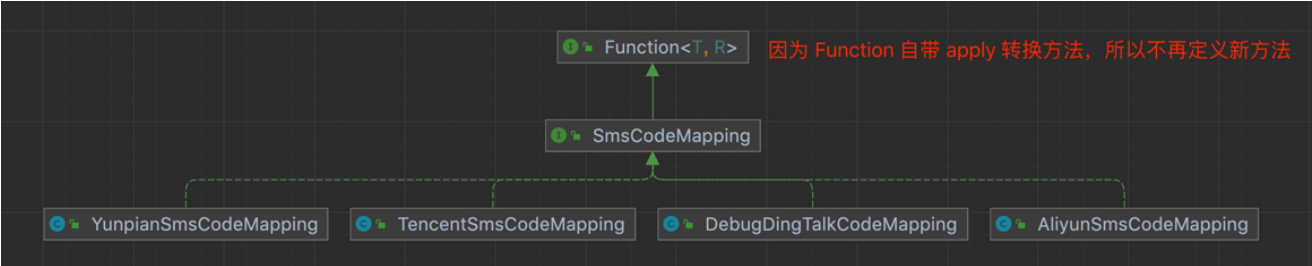 Function<T, R>
因为 Function 自带 apply 转换方法，所以不再定义新方法
SmsCodeMapping
YunpianSmsCodeMapping
TencentSmsCodeMapping
DebugDingTalkCodeMapping
AliyunSmsCodeMapping